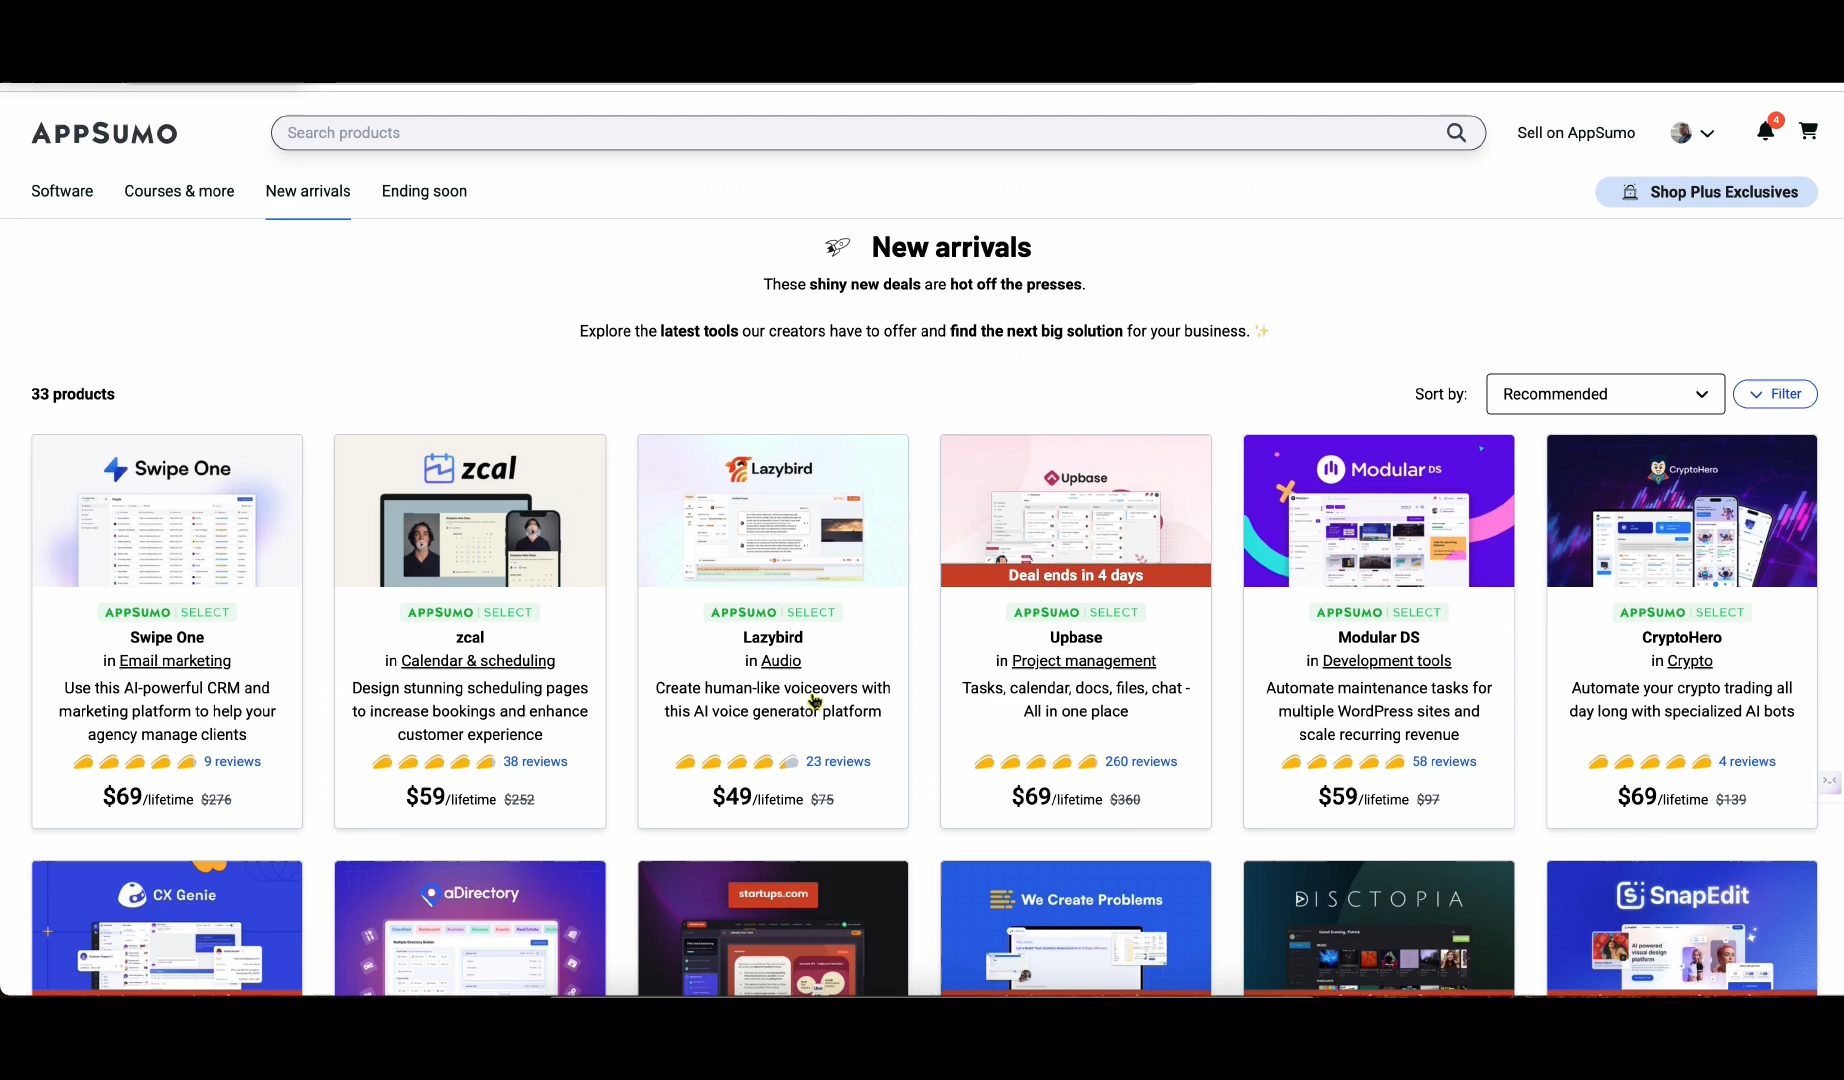 APPSUMO
Search products
Sell on AppSumo
4
Software
Courses & more
New arrivals
Ending soon
Shop Plus Exclusives
New arrivals
These shiny new deals are hot off the presses.
Explore the latest tools our creators have to offer and find the next big solution for your business. ✨
33 products
Sort by:
Recommended
Filter
Swipe One
APPSUMO | SELECT
Swipe One
in Email marketing
Use this AI-powerful CRM and
marketing platform to help your
agency manage clients
9 reviews
$69/lifetime $276
zcal
APPSUMO | SELECT
zcal
in Calendar & scheduling
Design stunning scheduling pages
to increase bookings and enhance
customer experience
38 reviews
$59/lifetime $252
Lazybird
APPSUMO | SELECT
Lazybird
in Audio
Create human-like voiceovers with
this AI voice generator platform
23 reviews
$49/lifetime $75
Upbase
Deal ends in 4 days
APPSUMO | SELECT
Upbase
in Project management
Tasks, calendar, docs, files, chat -
All in one place
260 reviews
$69/lifetime $360
Modular DS
APPSUMO | SELECT
Modular DS
in Development tools
Automate maintenance tasks for
multiple WordPress sites and
scale recurring revenue
58 reviews
$59/lifetime $97
CryptoHero
APPSUMO | SELECT
CryptoHero
in Crypto
Automate your crypto trading all
day long with specialized AI bots
4 reviews
$69/lifetime $139
CX Genie
aDirectory
startups.com
We Create Problems
DISCTOPIA
SnapEdit
AI powered
visual design
platform